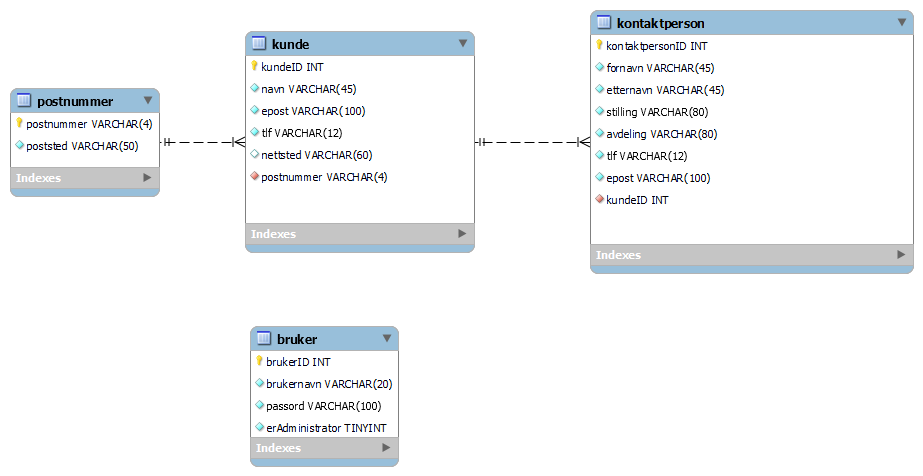 postnummer
postnummer VARCHAR(4)
poststed VARCHAR(50)
Indexes
kunde
kundeID INT
navn VARCHAR(45)
epost VARCHAR(100)
tlf VARCHAR(12)
nettsted VARCHAR(60)
postnummer VARCHAR(4)
Indexes
kontaktperson
kontaktpersonID INT
fornavn VARCHAR(45)
etternavn VARCHAR(45)
stilling VARCHAR(80)
avdeling VARCHAR(80)
tlf VARCHAR(12)
epost VARCHAR(100)
kundeID INT
Indexes
bruker
brukerID INT
brukernavn VARCHAR(20)
passord VARCHAR(100)
erAdministrator TINYINT
Indexes